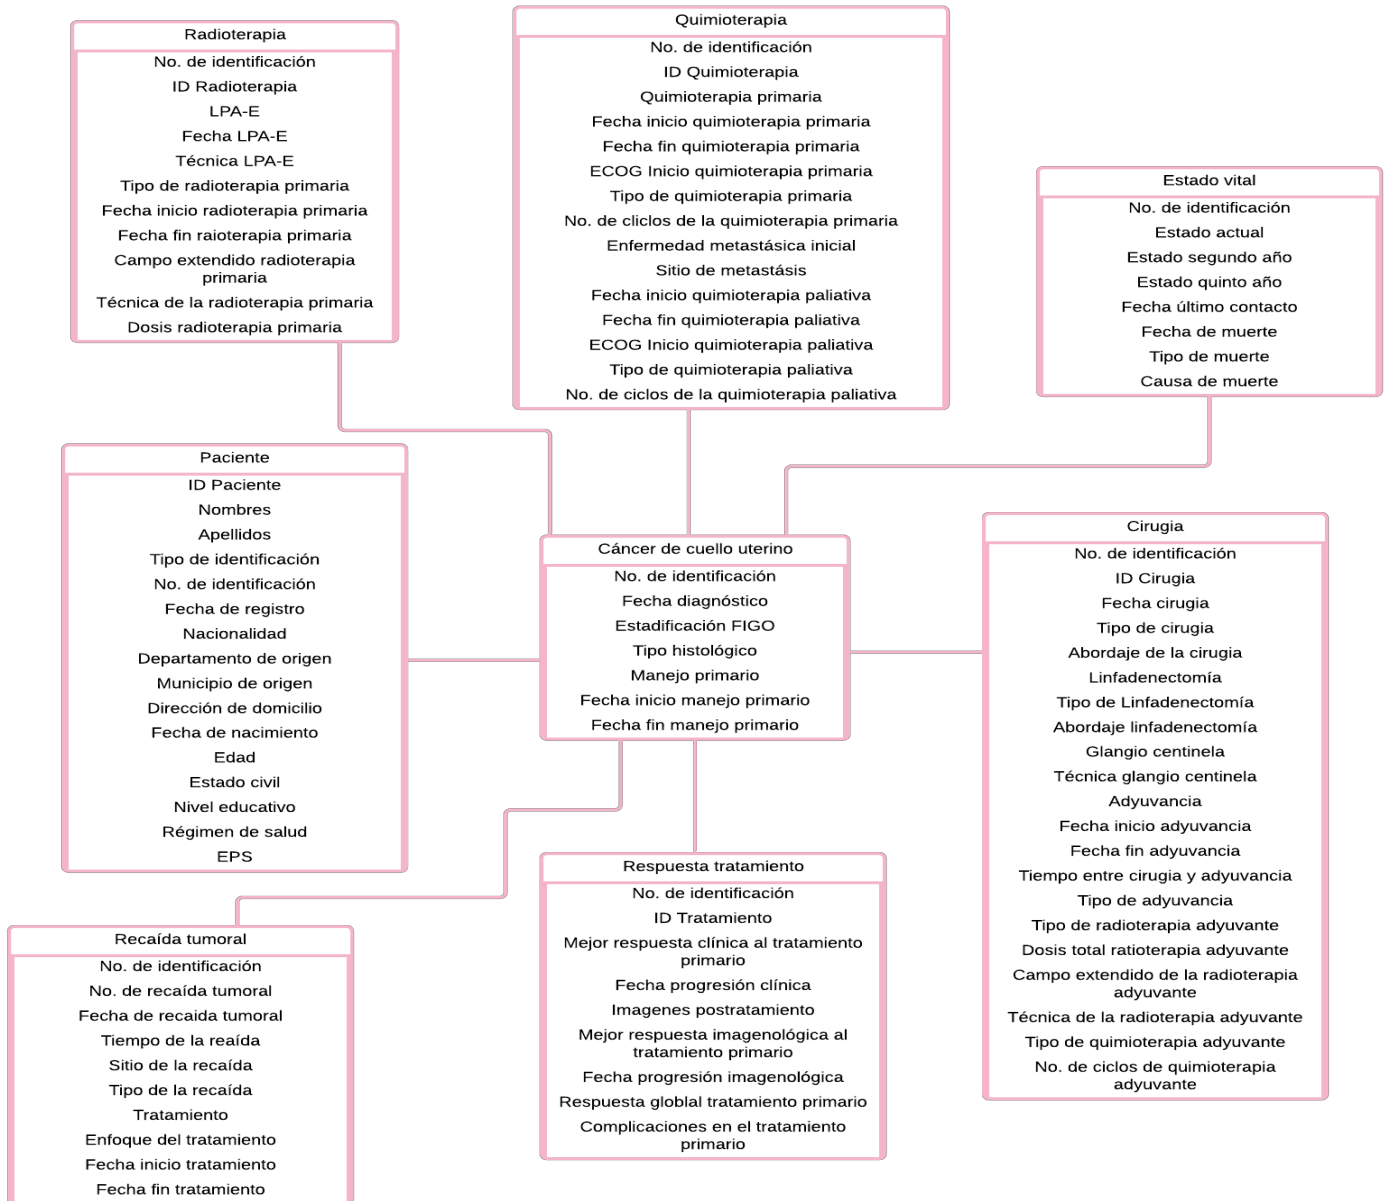 Radioterapia
No. de identificación
ID Radioterapia
LPA-E
Fecha LPA-E
Técnica LPA-E
Tipo de radioterapia primaria
Fecha inicio radioterapia primaria
Fecha fin raioterapia primaria
Campo extendido radioterapia
primaria
Técnica de la radioterapia primaria
Dosis radioterapia primaria
Quimioterapia
No. de identificación
ID Quimioterapia
Quimioterapia primaria
Fecha inicio quimioterapia primaria
Fecha fin quimioterapia primaria
ECOG Inicio quimioterapia primaria
Tipo de quimioterapia primaria
No. de cliclos de la quimioterapia primaria
Enfermedad metastásica inicial
Sitio de metastásis
Fecha inicio quimioterapia paliativa
Fecha fin quimioterapia paliativa
ECOG Inicio quimioterapia paliativa
Tipo de quimioterapia paliativa
No. de ciclos de la quimioterapia paliativa
Estado vital
No. de identificación
Estado actual
Estado segundo año
Estado quinto año
Fecha último contacto
Fecha de muerte
Tipo de muerte
Causa de muerte
Paciente
ID Paciente
Nombres
Apellidos
Tipo de identificación
No. de identificación
Fecha de registro
Nacionalidad
Departamento de origen
Municipio de origen
Dirección de domicilio
Fecha de nacimiento
Edad
Estado civil
Nivel educativo
Régimen de salud
EPS
Cáncer de cuello uterino
No. de identificación
Fecha diagnóstico
Estadificación FIGO
Tipo histológico
Manejo primario
Fecha inicio manejo primario
Fecha fin manejo primario
Cirugia
No. de identificación
ID Cirugia
Fecha cirugia
Tipo de cirugia
Abordaje de la cirugia
Linfadenectomía
Tipo de Linfadenectomía
Abordaje linfadenectomía
Glangio centinela
Técnica glangio centinela
Adyuvancia
Fecha inicio adyuvancia
Fecha fin adyuvancia
Tiempo entre cirugia y adyuvancia
Tipo de adyuvancia
Tipo de radioterapia adyuvante
Dosis total ratioterapia adyuvante
Campo extendido de la radioterapia
adyuvante
Técnica de la radioterapia adyuvante
Tipo de quimioterapia adyuvante
No. de ciclos de quimioterapia
adyuvante
Recaída tumoral
No. de identificación
No. de recaída tumoral
Fecha de recaida tumoral
Tiempo de la reaída
Sitio de la recaída
Tipo de la recaída
Tratamiento
Enfoque del tratamiento
Fecha inicio tratamiento
Fecha fin tratamiento
Respuesta tratamiento
No. de identificación
ID Tratamiento
Mejor respuesta clínica al tratamiento
primario
Fecha progresión clínica
Imagenes postratamiento
Mejor respuesta imagenológica al
tratamiento primario
Fecha progresión imagenológica
Respuesta globlal tratamiento primario
Complicaciones en el tratamiento
primario